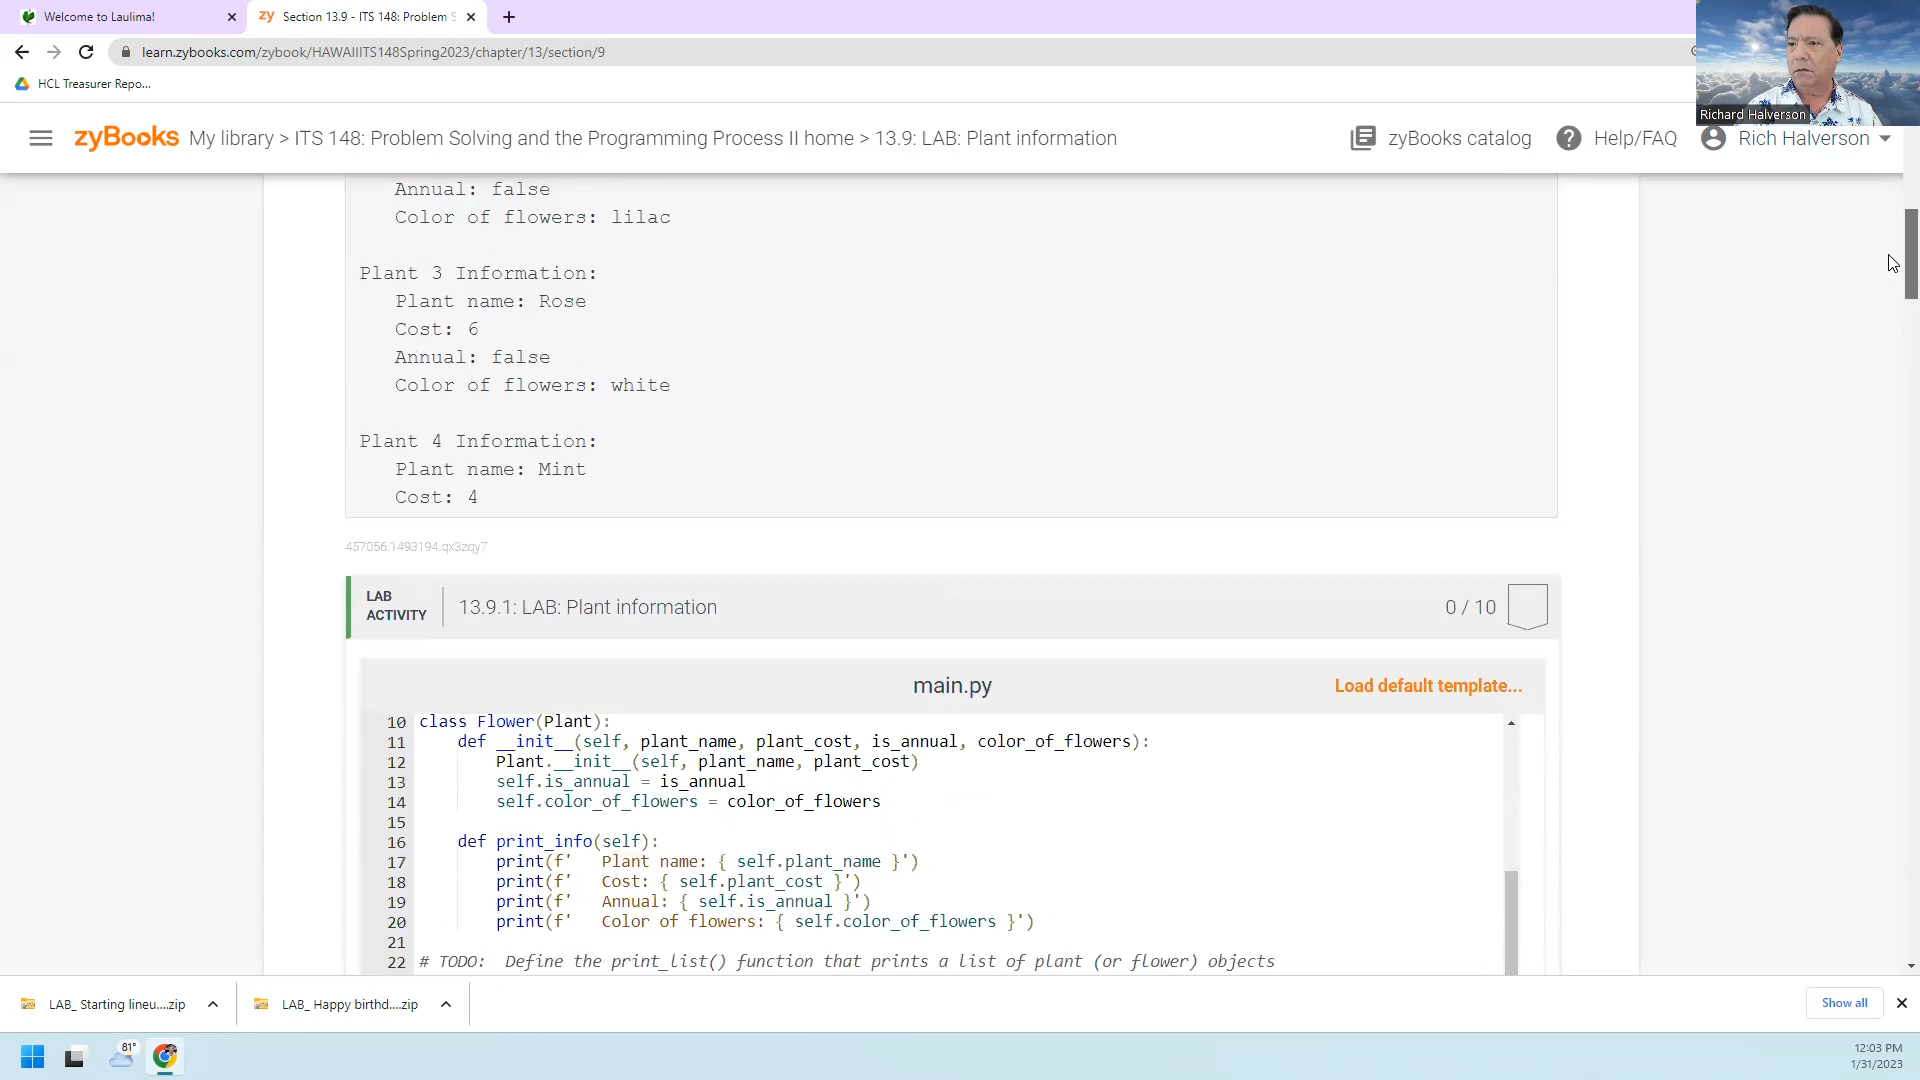 Welcome to Laulima!
zy Section 13.9 - ITS 148: Problem S
learn.zybooks.com/zybook/HAWAIIITS148Spring2023/chapter/13/section/9
HCL Treasurer Repo...
Richard Halverson
zyBooks My library > ITS 148: Problem Solving and the Programming Process II home > 13.9: LAB: Plant information
zyBooks catalog
Help/FAQ
Rich Halverson
Annual: false
Color of flowers: lilac
Plant 3 Information:
Plant name: Rose
Cost: 6
Annual: false
Color of flowers: white
Plant 4 Information:
Plant name: Mint
Cost: 4
457056.1493194.qx3zqy7
LAB
ACTIVITY
13.9.1: LAB: Plant information
0 / 10
main.py
Load default template...
10 class Flower(Plant):
11 def __init__(self, plant_name, plant_cost, is_annual, color_of_flowers):
12 Plant.__init__(self, plant_name, plant_cost)
13 self.is_annual = is_annual
14 self.color_of_flowers = color_of_flowers
15
16 def print_info(self):
17 print(f'   Plant name: { self.plant_name }')
18 print(f'   Cost: { self.plant_cost }')
19 print(f'   Annual: { self.is_annual }')
20 print(f'   Color of flowers: { self.color_of_flowers }')
21
22 # TODO:  Define the print_list() function that prints a list of plant (or flower) objects
LAB_ Starting lineu....zip
LAB_ Happy birthd....zip
Show all
81°
12:03 PM
1/31/2023